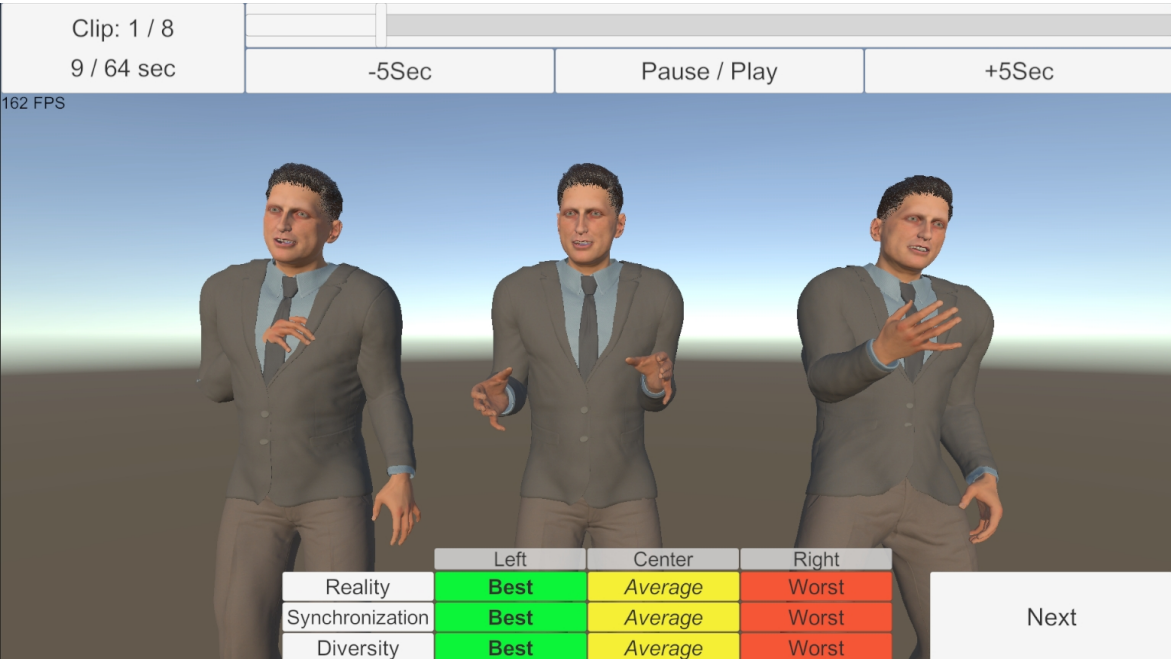 Clip: 1 / 8
9 / 64 sec
-5Sec
Pause / Play
+5Sec
162 FPS
Left Center Right
Reality Best Average Worst
Synchronization Best Average Worst
Diversity Best Average Worst
Next